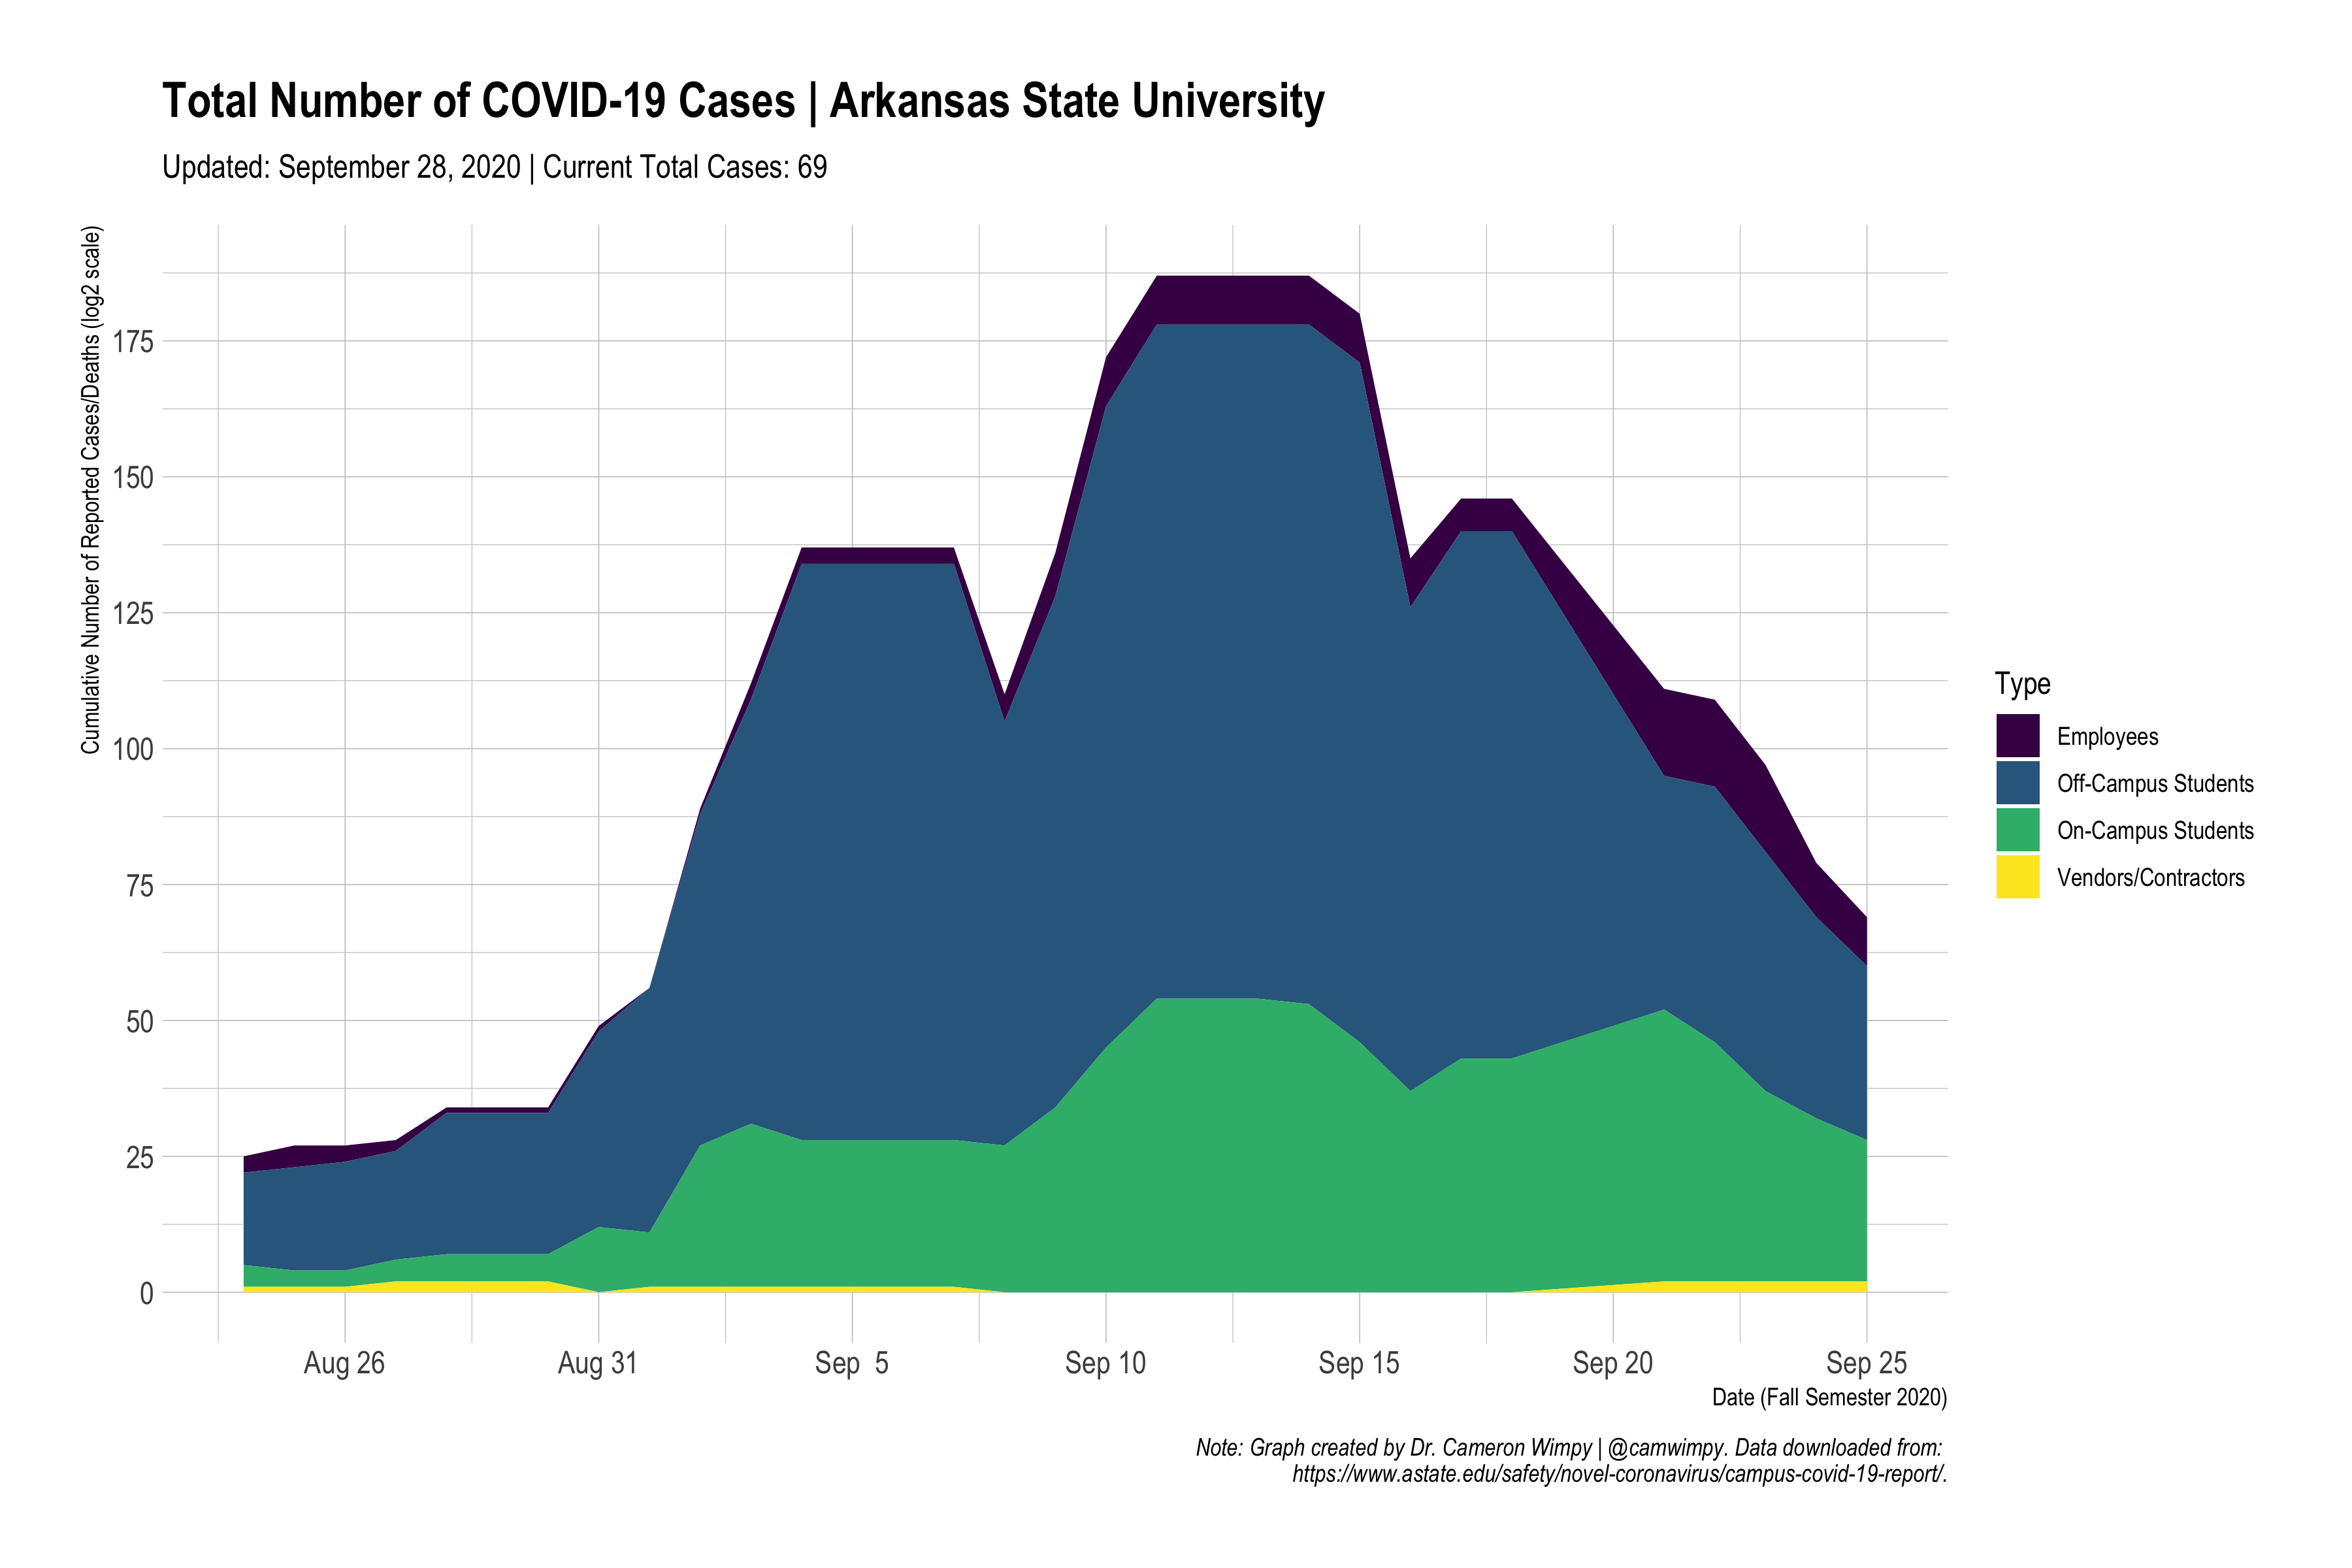 Total Number of COVID-19 Cases | Arkansas State University
Updated: September 28, 2020 | Current Total Cases: 69
Cumulative Number of Reported Cases/Deaths (log2 scale)
175
150
125
100
75
50
25
0
Aug 26
Aug 31
Sep  5
Sep 10
Sep 15
Sep 20
Sep 25
Date (Fall Semester 2020)
Type
Employees
Off-Campus Students
On-Campus Students
Vendors/Contractors
Note: Graph created by Dr. Cameron Wimpy | @camwimpy. Data downloaded from:
https://www.astate.edu/safety/novel-coronavirus/campus-covid-19-report/.